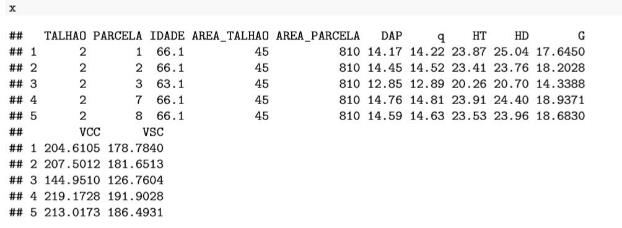 x
##   TALHAO PARCELA IDADE AREA_TALHAO AREA_PARCELA   DAP     q    HT    HD       G
## 1      2       1  66.1          45          810 14.17 14.22 23.87 25.04 17.6450
## 2      2       2  66.1          45          810 14.45 14.52 23.41 23.76 18.2028
## 3      2       3  63.1          45          810 12.85 12.89 20.26 20.70 14.3388
## 4      2       7  66.1          45          810 14.76 14.81 23.91 24.40 18.9371
## 5      2       8  66.1          45          810 14.59 14.63 23.53 23.96 18.6830
##        VCC      VSC
## 1 204.6105 178.7840
## 2 207.5012 181.6513
## 3 144.9510 126.7604
## 4 219.1728 191.9028
## 5 213.0173 186.4931